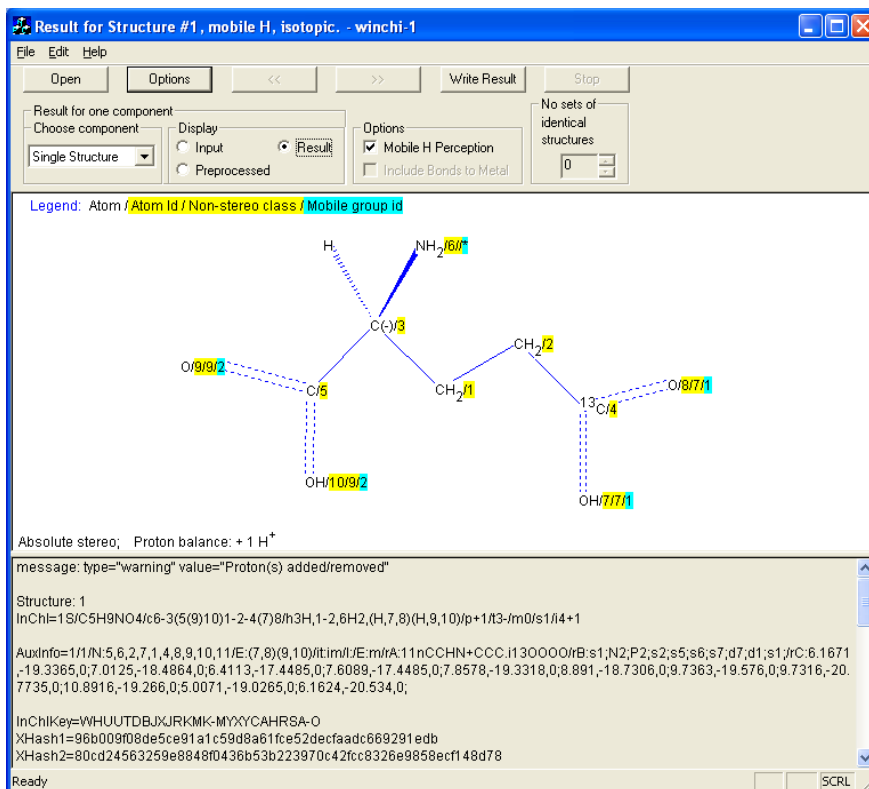 Result for Structure #1, mobile H, isotopic. - winchi-1
File Edit Help
Open Options << >> Write Result Stop
Result for one component
Choose component
Single Structure
Display
Input Result
Preprocessed
Options
Mobile H Perception
Include Bonds to Metal
No sets of
identical
structures
0
Legend: Atom / Atom Id / Non-stereo class / Mobile group id
H NH2/6//*
C(-)/3
CH2/2
O/9/9/2
C/5
CH2/1
O/8/7/1
13C/4
OH/10/9/2
OH/7/7/1
Absolute stereo; Proton balance: + 1 H+
message: type="warning" value="Proton(s) added/removed"
Structure: 1
InChI=1S/C5H9NO4/c6-3(5(9)10)1-2-4(7)8/h3H,1-2,6H2,(H,7,8)(H,9,10)/p+1/t3-/m0/s1/i4+1
AuxInfo=1/1/N:5,6,2,7,1,4,8,9,10,11/E:(7,8)(9,10)/it:im/I:/E:m/rA:11nCCHN+CCC.i13OOOO/rB:s1;N2;P2;s2;s5;s6;s7;d7;d1;s1;/rC:6.1671
,-19.3365,0;7.0125,-18.4864,0;6.4113,-17.4485,0;7.6089,-17.4485,0;7.8578,-19.3318,0;8.891,-18.7306,0;9.7363,-19.576,0;9.7316,-20.
7735,0;10.8916,-19.266,0;5.0071,-19.0265,0;6.1624,-20.534,0;
InChIKey=WHUUTDBJXJRKMK-MYXYCAHRSA-O
XHash1=96b009f08de5ce91a1c59d8a61fce52decfaadc669291edb
XHash2=80cd24563259e8848f0436b53b223970c42fcc8326e9858ecf148d78
Ready SCRL